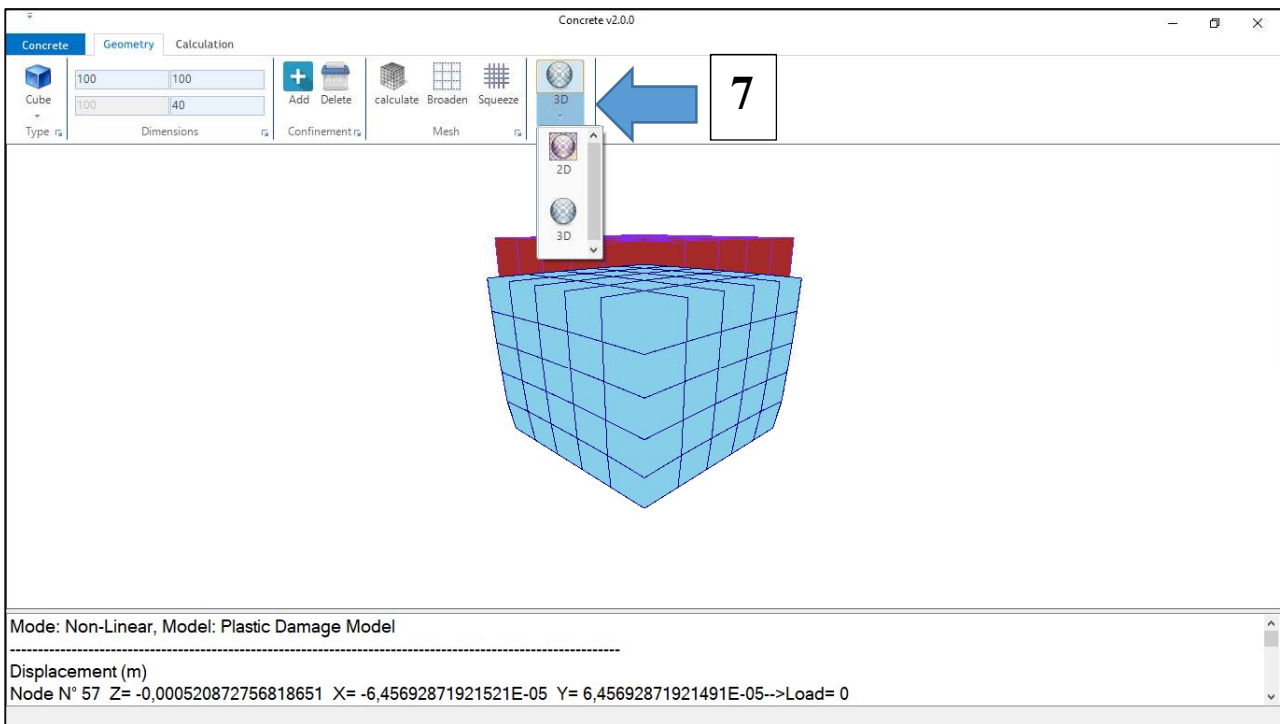 Concrete v2.0.0
Concrete Geometry Calculation
100 100
100 40
Cube Add Delete calculate Broaden Squeeze 3D
Type Dimensions Confinement Mesh
7
2D
3D
Mode: Non-Linear, Model: Plastic Damage Model
--------------------------------------------------------------------------------------------------------
Displacement (m)
Node N° 57 Z= -0,000520872756818651 X= -6,45692871921521E-05 Y= 6,45692871921491E-05-->Load= 0